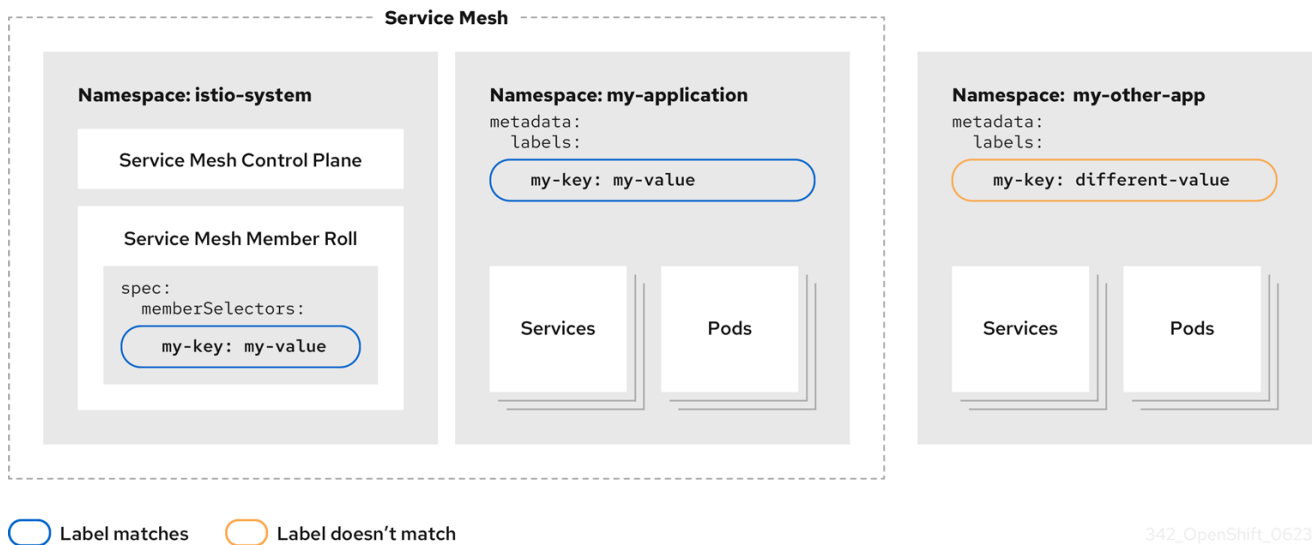 Service Mesh
Namespace: istio-system
Service Mesh Control Plane
Service Mesh Member Roll
spec:
  memberSelectors:
    my-key: my-value
Namespace: my-application
metadata:
  labels:
    my-key: my-value
Services
Pods
Namespace: my-other-app
metadata:
  labels:
    my-key: different-value
Services
Pods
Label matches
Label doesn’t match
342_OpenShift_0623